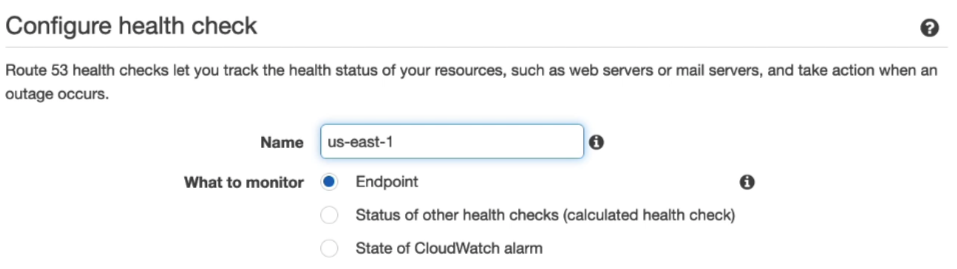 Configure health check
Route 53 health checks let you track the health status of your resources, such as web servers or mail servers, and take action when an
outage occurs.
Name us-east-1
What to monitor Endpoint
Status of other health checks (calculated health check)
State of CloudWatch alarm